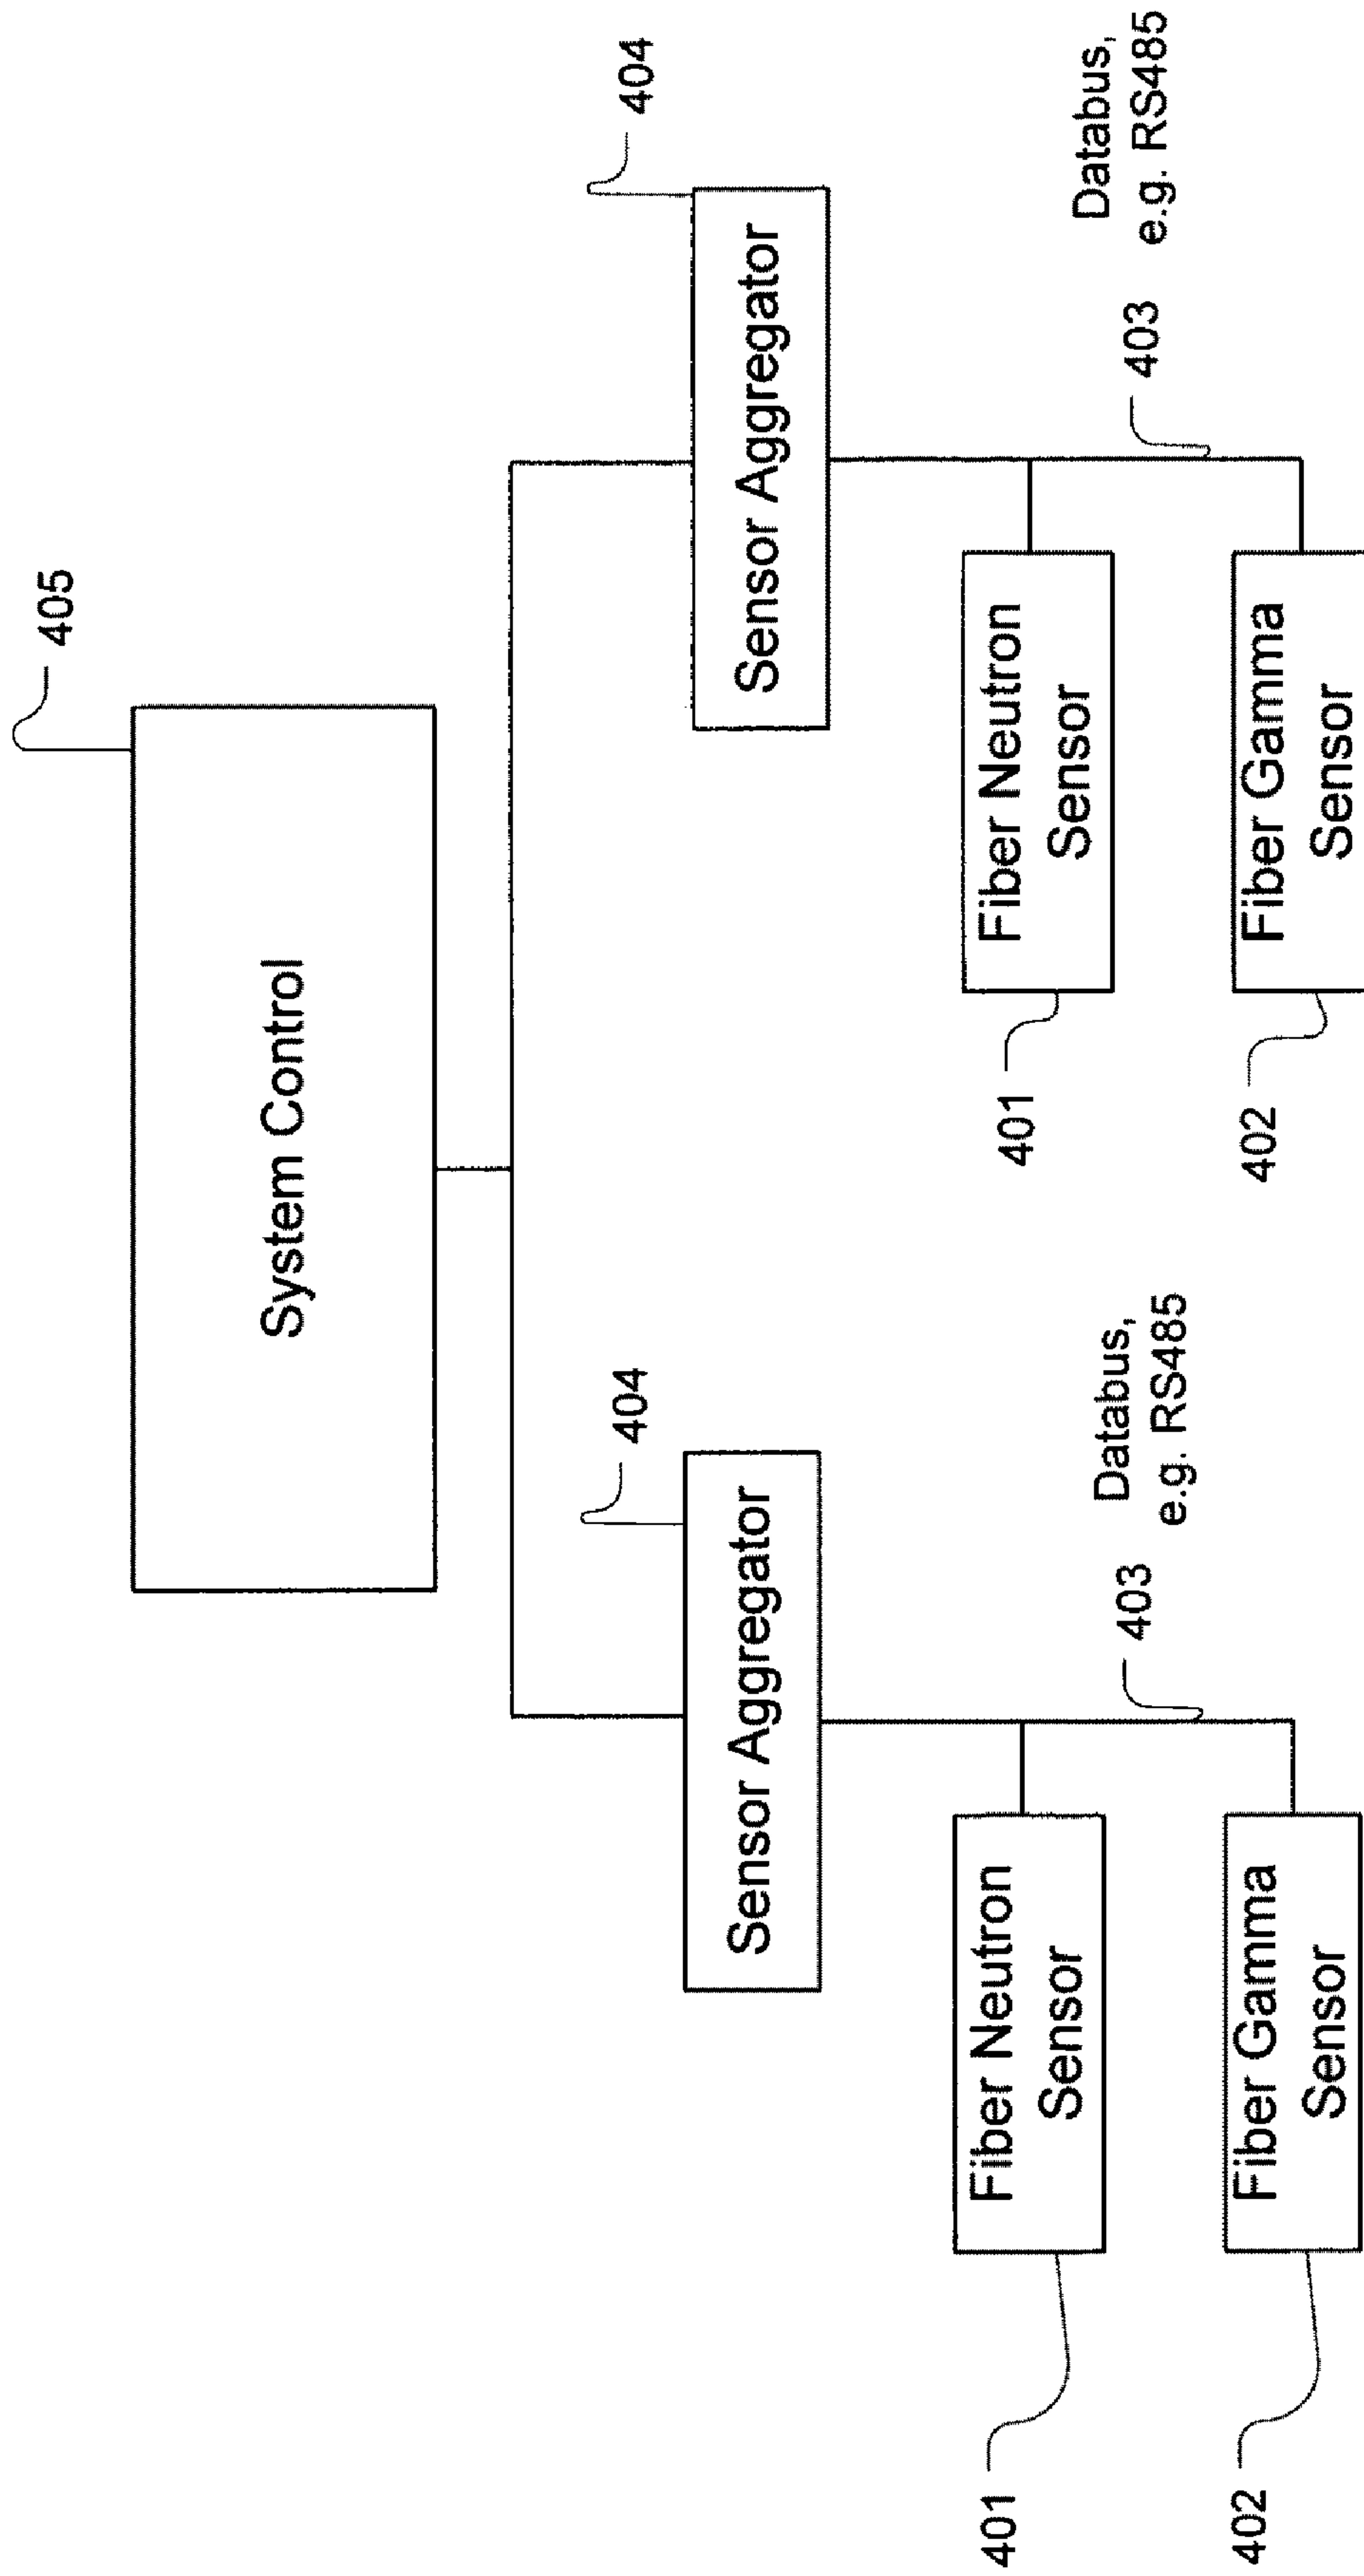 405
System Control
404
404
Sensor Aggregator
Sensor Aggregator
401
Fiber Neutron
Sensor
403
Databus,
e.g. RS485
401
Fiber Neutron
Sensor
403
Databus,
e.g. RS485
402
Fiber Gamma
Sensor
402
Fiber Gamma
Sensor